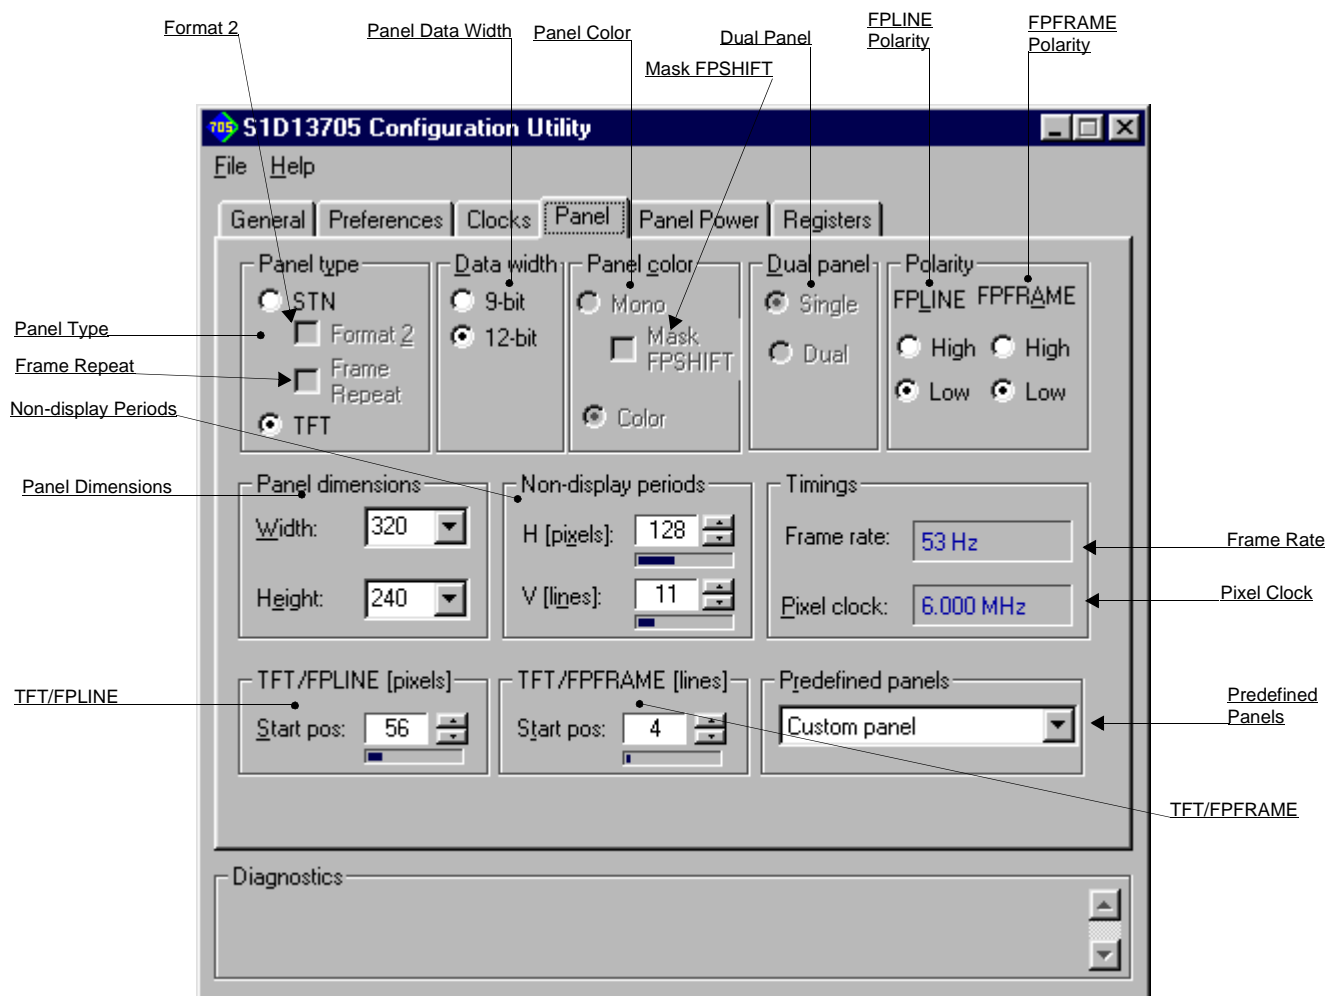 Format 2
Panel Data Width
Panel Color
Dual Panel
Mask FPSHIFT
FPLINE
Polarity
FPFRAME
Polarity
705 S1D13705 Configuration Utility
File Help
General Preferences Clocks Panel Panel Power Registers
Panel type
STN
Format 2
Frame
Repeat
TFT
Data width
9-bit
12-bit
Panel color
Mono
Mask
FPSHIFT
Color
Dual panel
Single
Dual
Polarity
FPLINE FPFRAME
High High
Low Low
Panel Type
Frame Repeat
Non-display Periods
Panel Dimensions
Panel dimensions
Width: 320
Height: 240
Non-display periods
H [pixels]: 128
V [lines]: 11
Timings
Frame rate: 53 Hz
Pixel clock: 6.000 MHz
Frame Rate
Pixel Clock
TFT/FPLINE
TFT/FPLINE [pixels]
Start pos: 56
TFT/FPFRAME [lines]
Start pos: 4
Predefined panels
Custom panel
Predefined
Panels
TFT/FPFRAME
Diagnostics